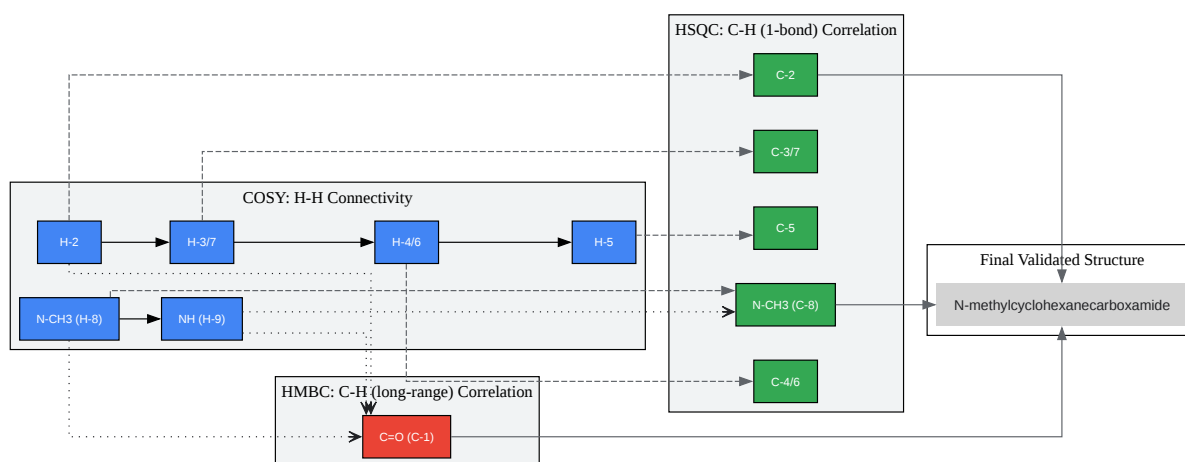 HSQC: C-H (1-bond) Correlation
C-2
C-3/7
C-5
N-CH3 (C-8)
C-4/6
COSY: H-H Connectivity
H-2
H-3/7
H-4/6
H-5
N-CH3 (H-8)
NH (H-9)
HMBC: C-H (long-range) Correlation
C=O (C-1)
Final Validated Structure
N-methylcyclohexanecarboxamide